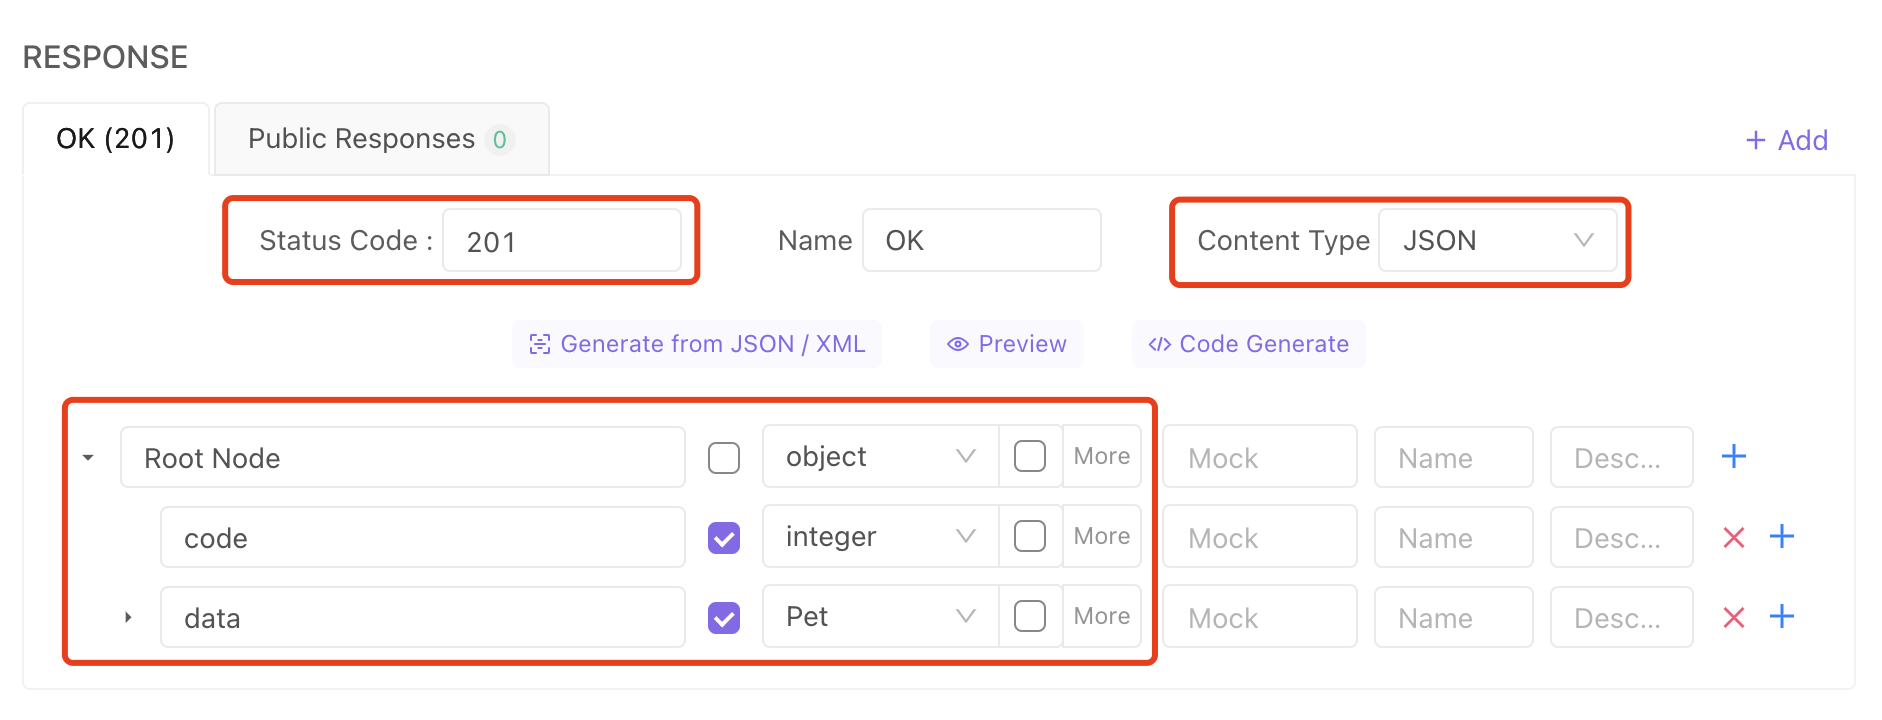 RESPONSE
OK (201) Public Responses 0 + Add
Status Code : 201 Name OK Content Type JSON
Generate from JSON / XML Preview </> Code Generate
Root Node object More Mock Name Desc...
code integer More Mock Name Desc...
data Pet More Mock Name Desc...